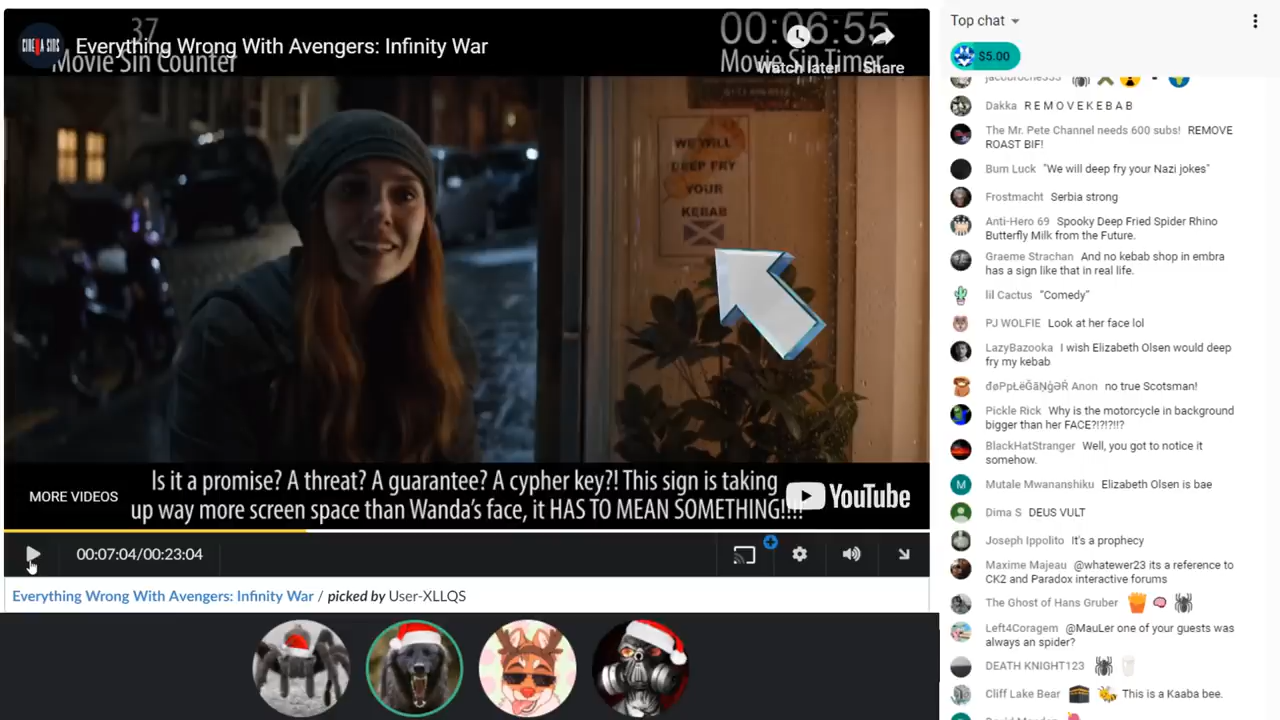 37
Movie Sin Counter
CINEMA SINS
Everything Wrong With Avengers: Infinity War
00:06:55
Movie Sin Timer
Watch later
Share
WE WILL
DEEP FRY
YOUR
KEBAB
Is it a promise? A threat? A guarantee? A cypher key?! This sign is taking
up way more screen space than Wanda's face, it HAS TO MEAN SOMETHING!!!!
MORE VIDEOS
YouTube
00:07:04/00:23:04
Everything Wrong With Avengers: Infinity War / picked by User-XLLQS
Top chat
$5.00
Dakka R E M O V E K E B A B
The Mr. Pete Channel needs 600 subs! REMOVE
ROAST BIF!
Bum Luck "We will deep fry your Nazi jokes"
Frostmacht Serbia strong
Anti-Hero 69 Spooky Deep Fried Spider Rhino
Butterfly Milk from the Future.
Graeme Strachan And no kebab shop in embra
has a sign like that in real life.
lil Cactus “Comedy”
PJ WOLFIE Look at her face lol
LazyBazooka I wish Elizabeth Olsen would deep
fry my kebab
Anon no true Scotsman!
Pickle Rick Why is the motorcycle in background
bigger than her FACE?!?!?!!?
BlackHatStranger Well, you got to notice it
somehow.
M
Mutale Mwananshiku Elizabeth Olsen is bae
Dima S DEUS VULT
Joseph Ippolito It's a prophecy
Maxime Majeau @whatewer23 its a reference to
CK2 and Paradox interactive forums
The Ghost of Hans Gruber
Left4Coragem @MauLer one of your guests was
always an spider?
DEATH KNIGHT123
Cliff Lake Bear This is a Kaaba bee.